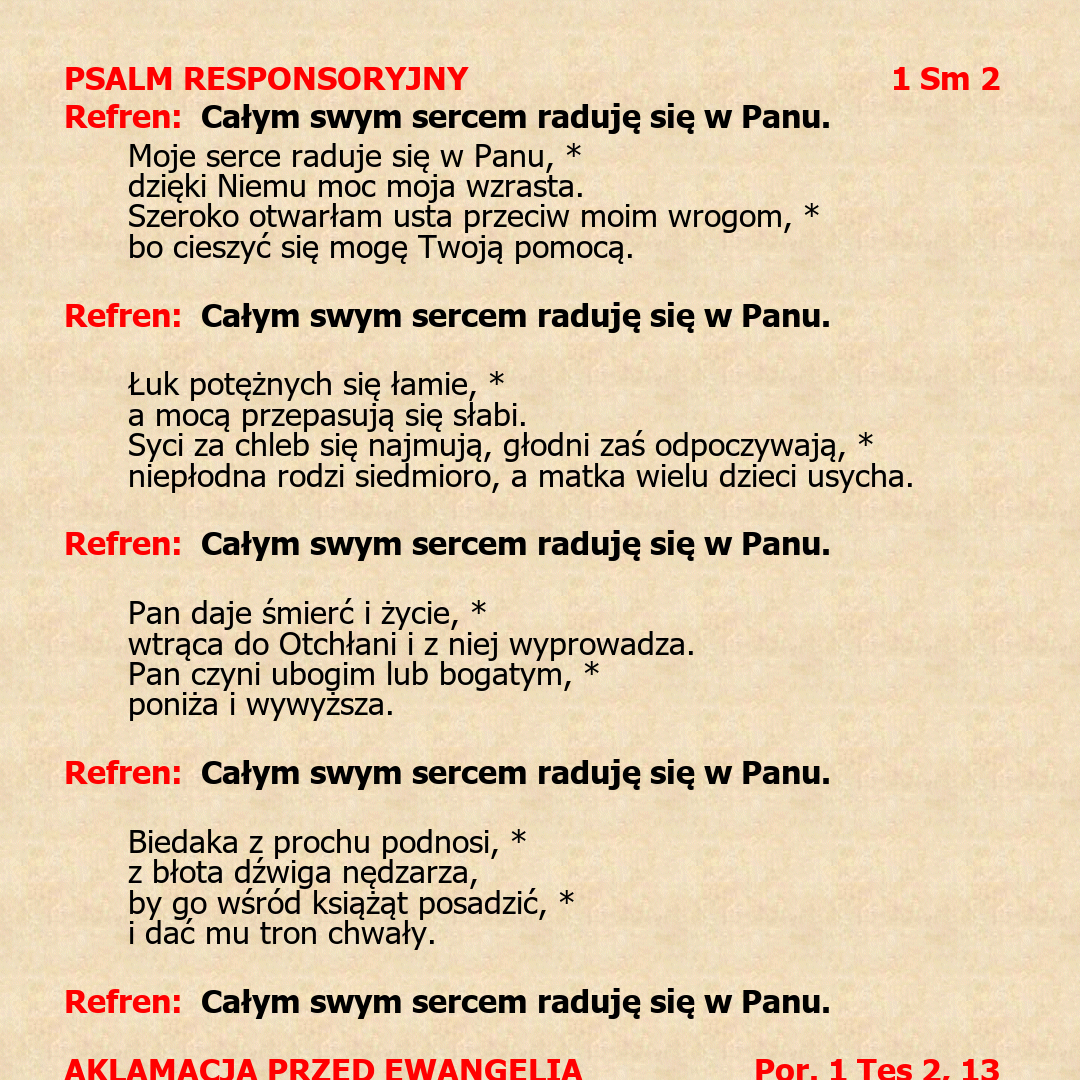 PSALM RESPONSORYJNY 1 Sm 2
Refren: Całym swym sercem raduję się w Panu.
Moje serce raduje się w Panu, *
dzięki Niemu moc moja wzrasta.
Szeroko otwarłam usta przeciw moim wrogom, *
bo cieszyć się mogę Twoją pomocą.
Refren: Całym swym sercem raduję się w Panu.
Łuk potężnych się łamie, *
a mocą przepasują się słabi.
Syci za chleb się najmują, głodni zaś odpoczywają, *
niepłodna rodzi siedmioro, a matka wielu dzieci usycha.
Refren: Całym swym sercem raduję się w Panu.
Pan daje śmierć i życie, *
wtrąca do Otchłani i z niej wyprowadza.
Pan czyni ubogim lub bogatym, *
poniża i wywyższa.
Refren: Całym swym sercem raduję się w Panu.
Biedaka z prochu podnosi, *
z błota dźwiga nędzarza,
by go wśród książąt posadzić, *
i dać mu tron chwały.
Refren: Całym swym sercem raduję się w Panu.
AKLAMACJA PRZED EWANGELIĄ Por. 1 Tes 2, 13